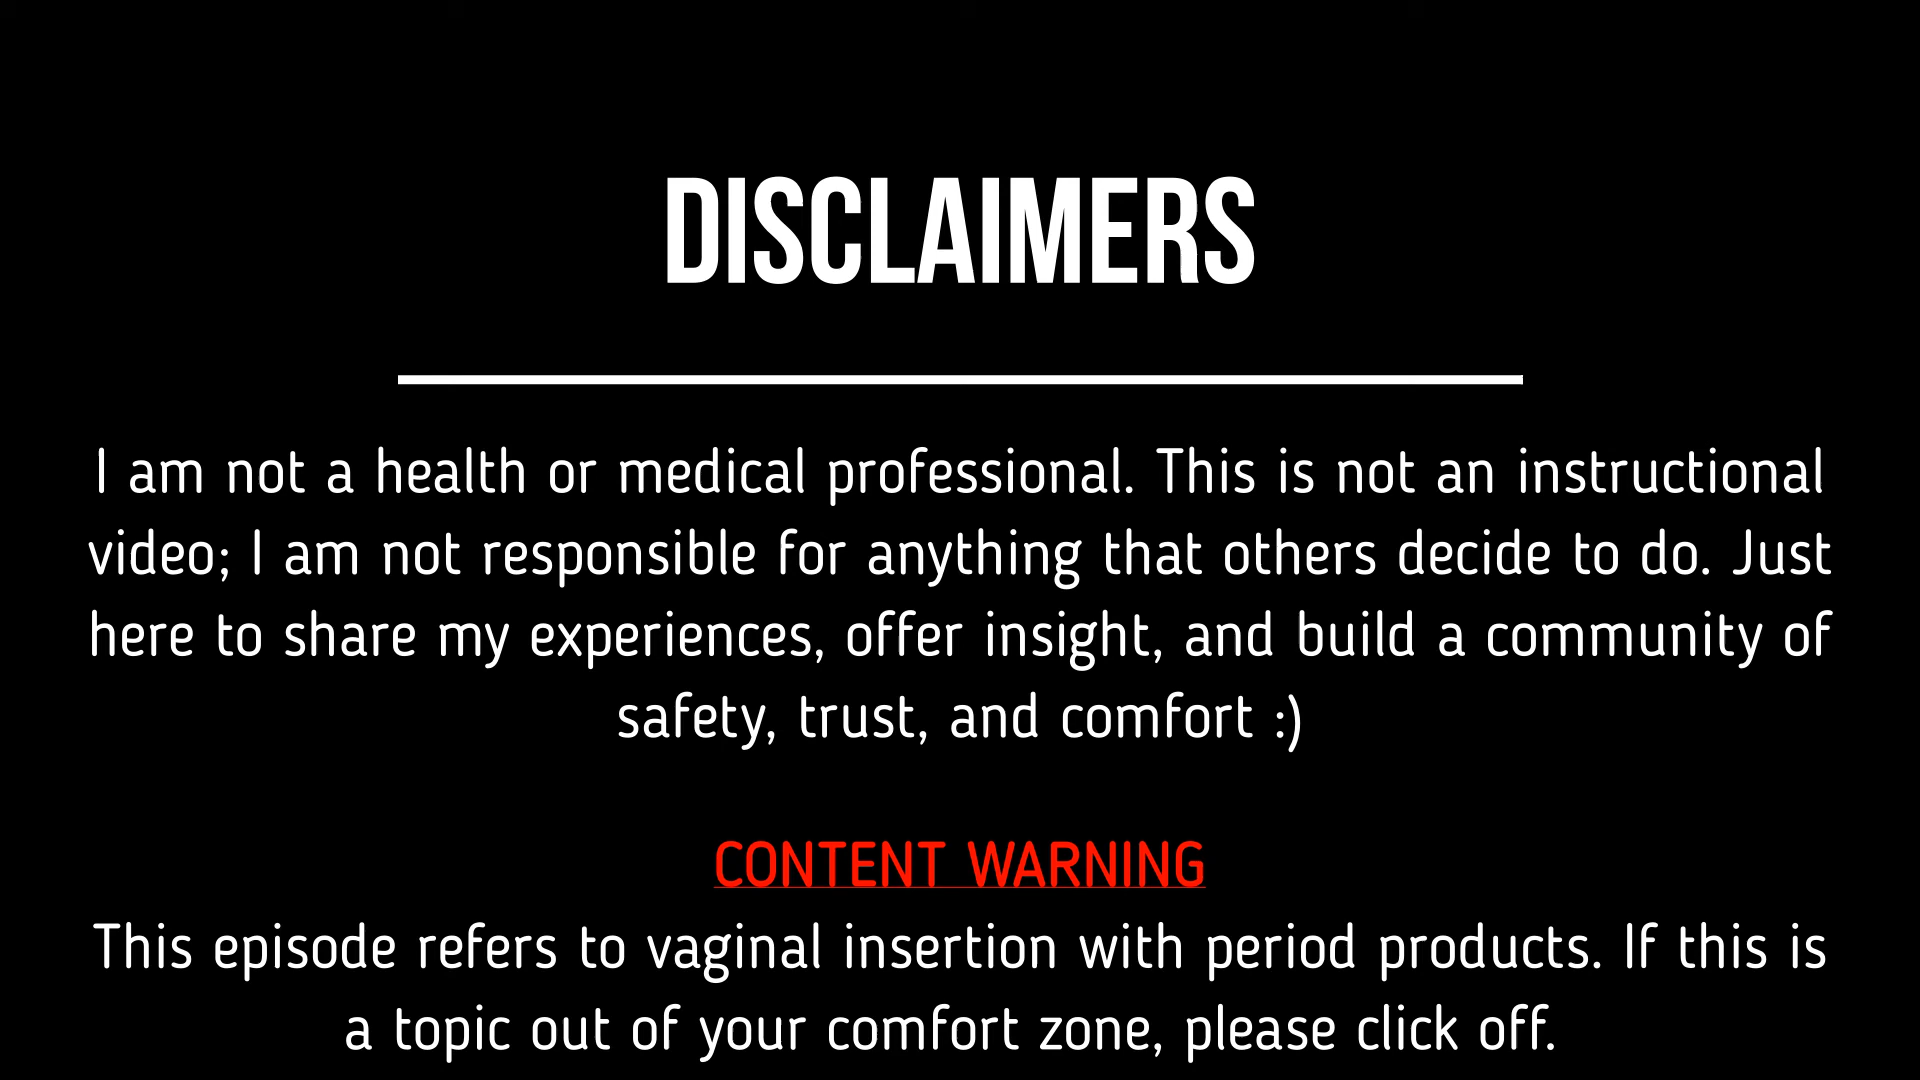 DISCLAIMERS
I am not a health or medical professional. This is not an instructional
video; I am not responsible for anything that others decide to do. Just
here to share my experiences, offer insight, and build a community of
safety, trust, and comfort :)
CONTENT WARNING
This episode refers to vaginal insertion with period products. If this is
a topic out of your comfort zone, please click off.